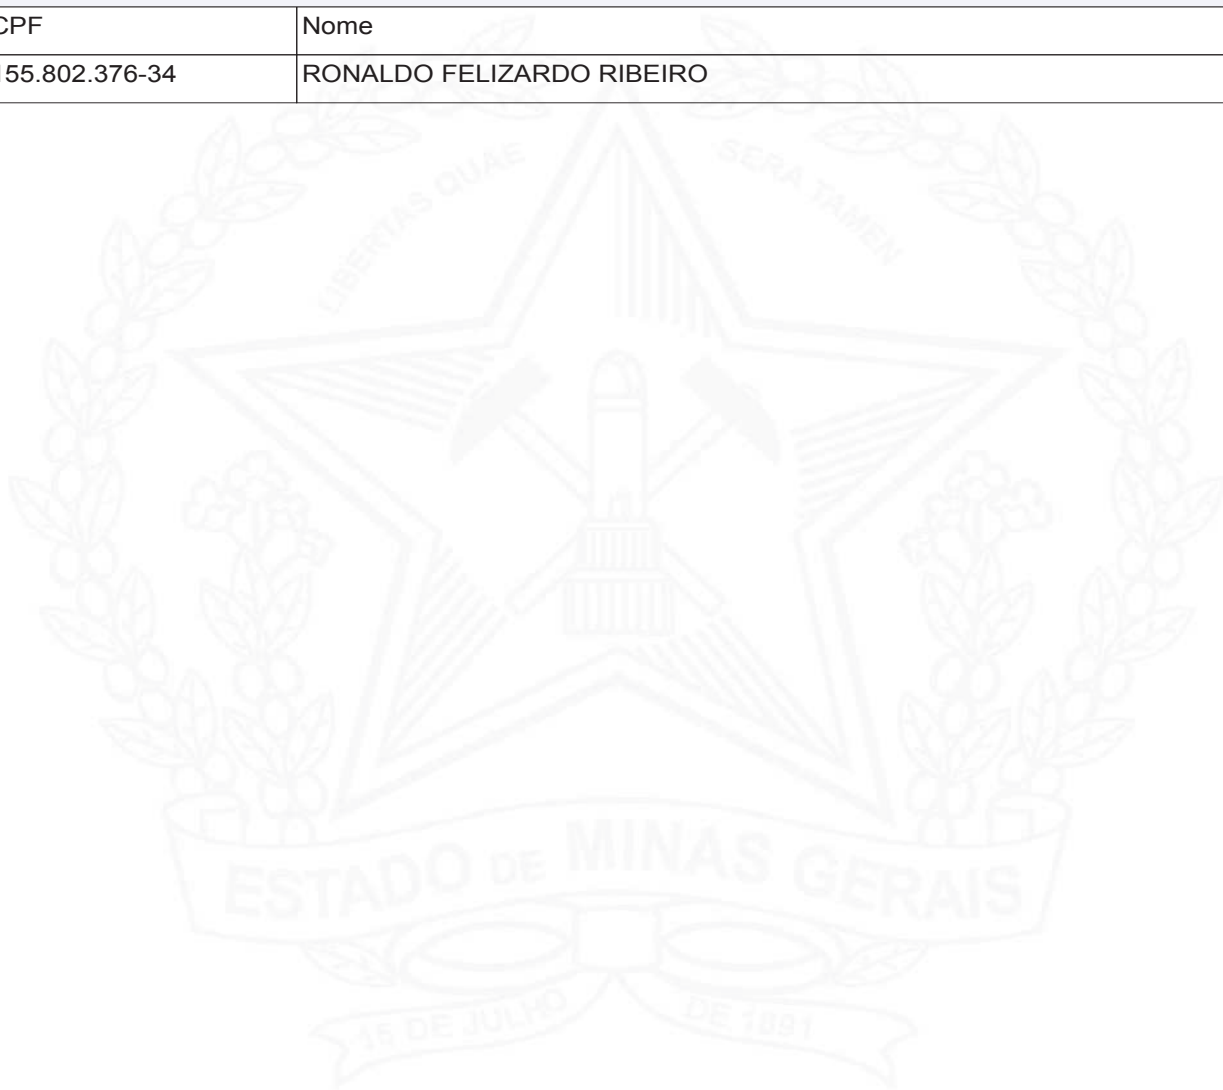 CPF Nome
155.802.376-34 RONALDO FELIZARDO RIBEIRO
LIBERTAS QUAE SERA TAMEN
ESTADO DE MINAS GERAIS
15 DE JULHO DE 1891